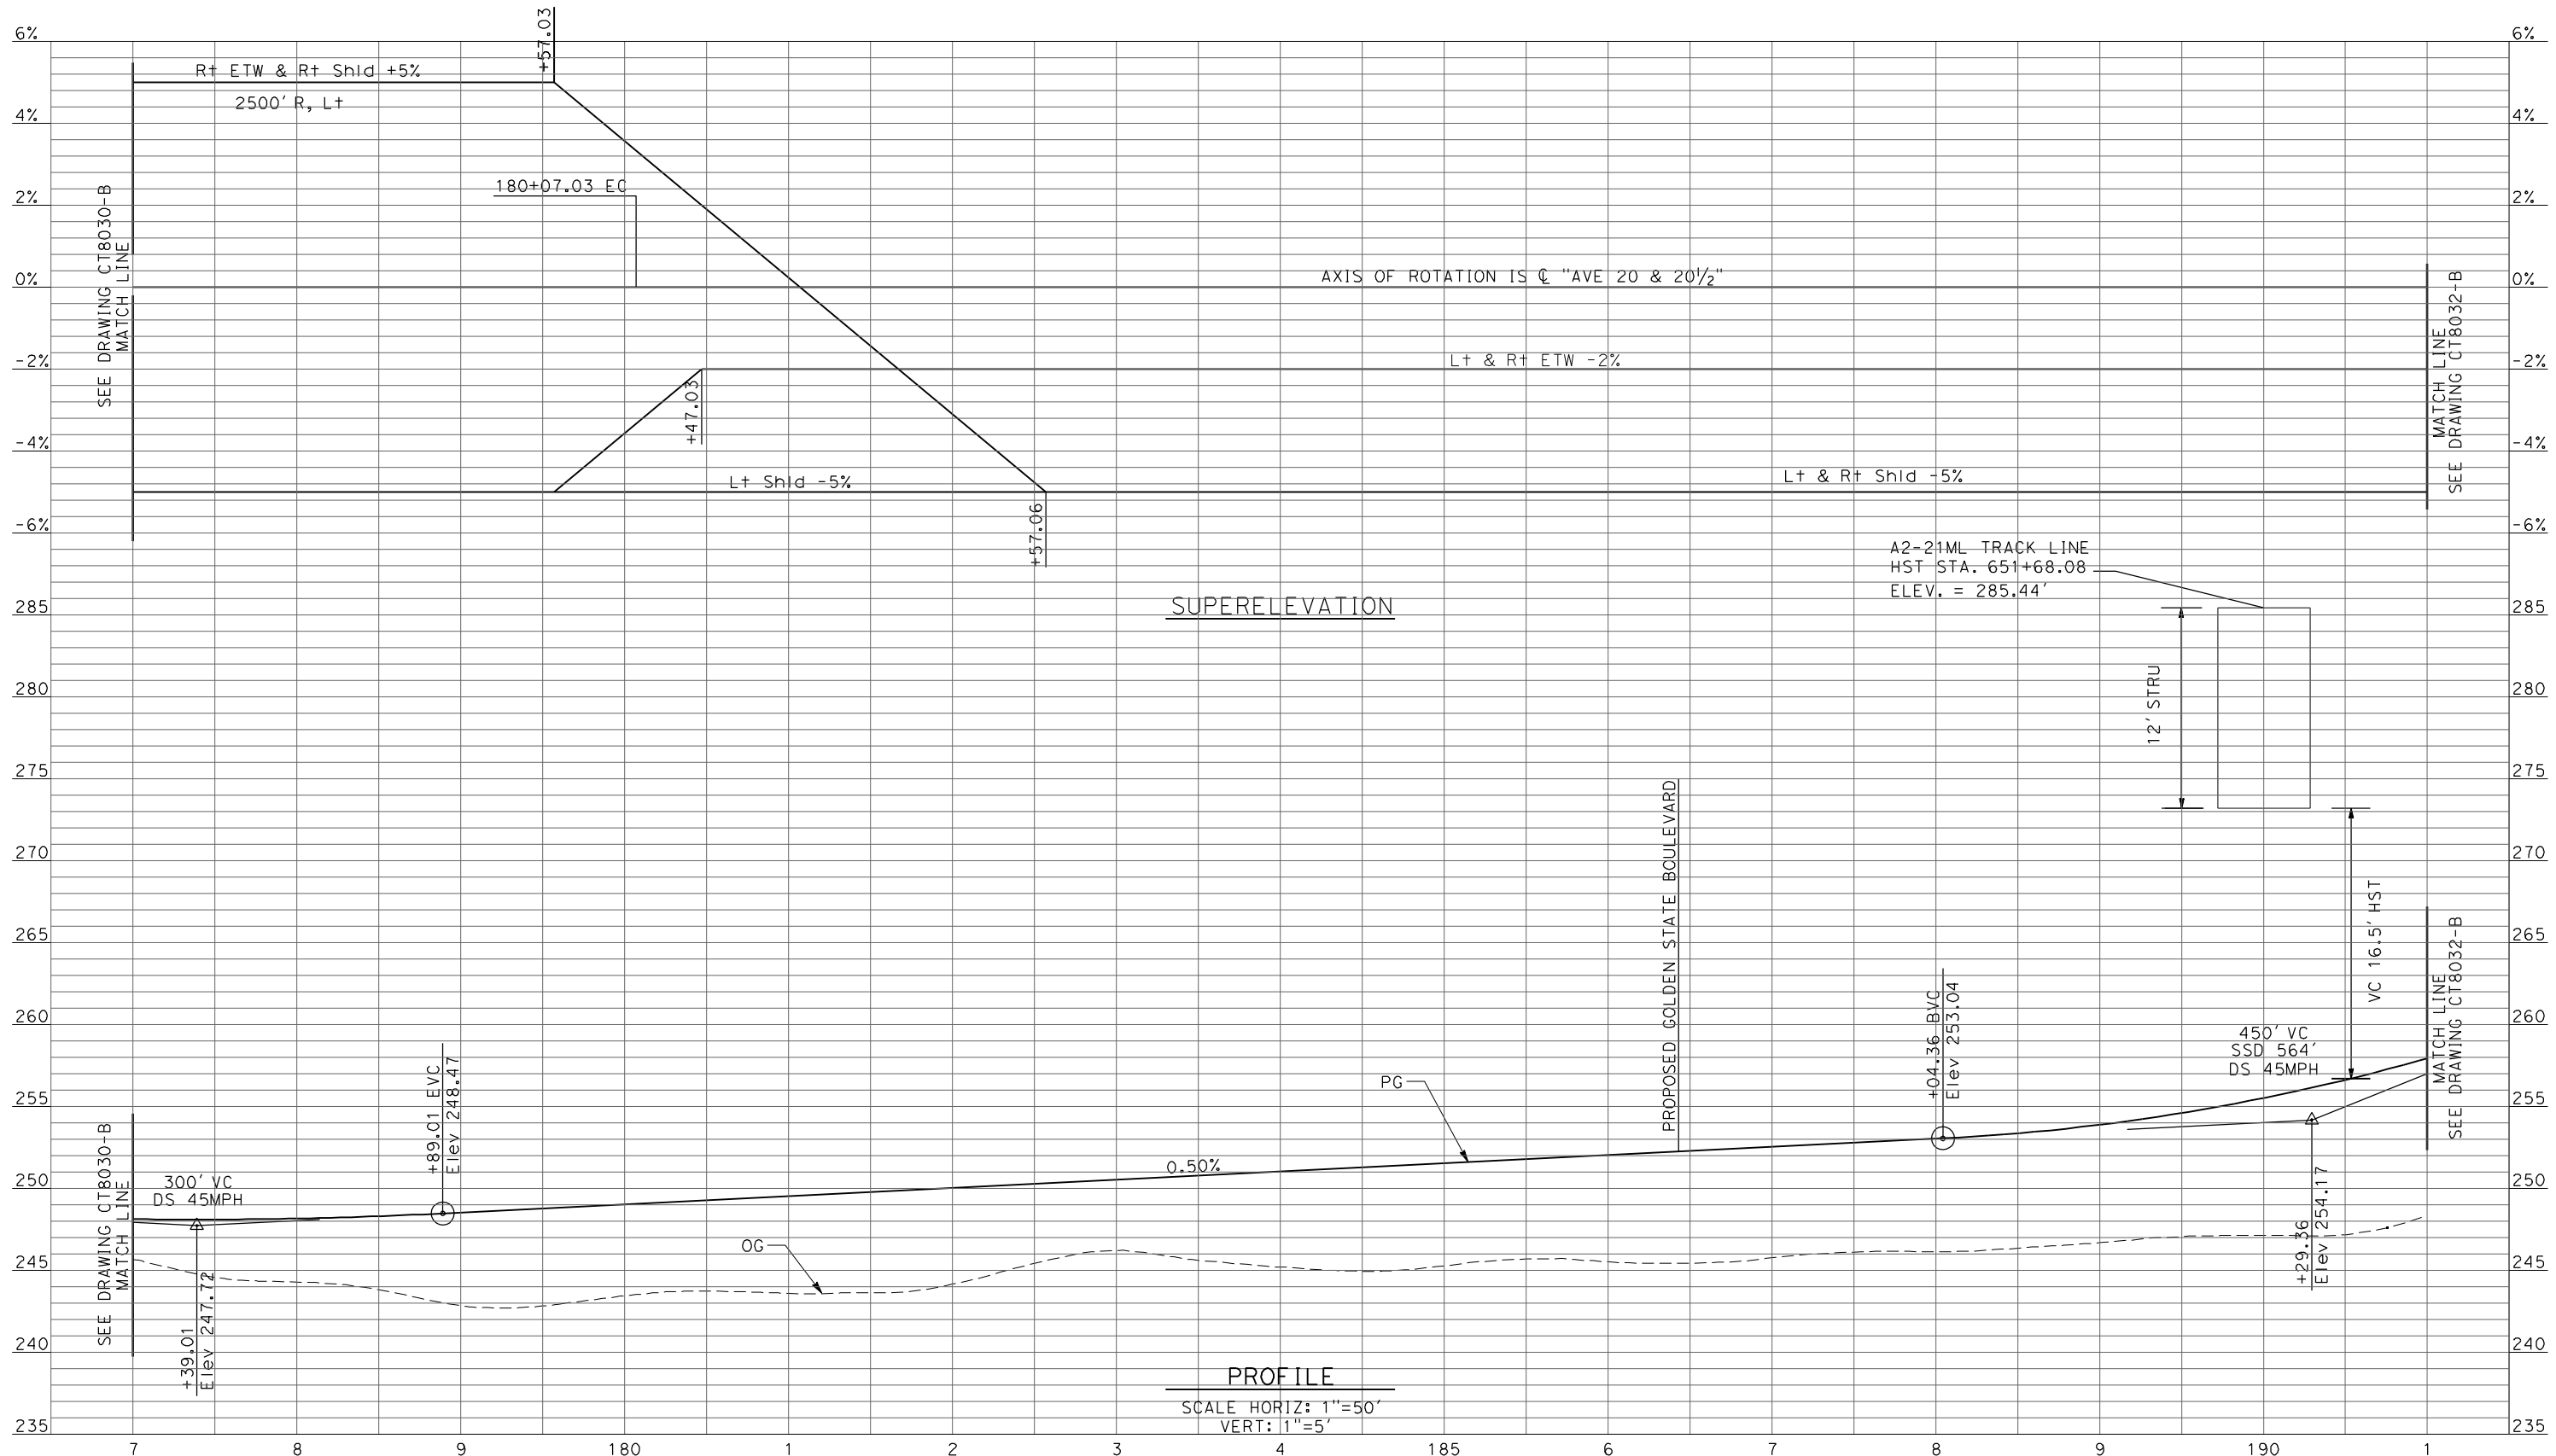 6%
6%
+57.03
Rt ETW & Rt Shld +5%
2500' R, Lt
4%
4%
180+07.03 EC
2%
2%
SEE DRAWING CT8030-B
MATCH LINE
0%
AXIS OF ROTATION IS ℄ "AVE 20 & 20½"
0%
MATCH LINE
SEE DRAWING CT8032-B
-2%
Lt & Rt ETW -2%
-2%
+47.03
-4%
-4%
Lt Shld -5%
Lt & Rt Shld -5%
-6%
-6%
+57.06
A2-21ML TRACK LINE
HST STA. 651+68.08
ELEV. = 285.44'
SUPERELEVATION
285
285
280
280
12' STRU
275
275
PROPOSED GOLDEN STATE BOULEVARD
270
270
VC 16.5' HST
265
265
MATCH LINE
SEE DRAWING CT8032-B
+04.36 BVC
Elev 253.04
260
260
450' VC
SSD 564'
DS 45MPH
+89.01 EVC
Elev 248.47
PG
255
255
SEE DRAWING CT8030-B
MATCH LINE
300' VC
DS 45MPH
0.50%
250
250
+29.36
Elev 254.17
OG
245
245
+39.01
Elev 247.72
240
240
PROFILE
SCALE HORIZ: 1"=50'
VERT: 1"=5'
235
235
7 8 9 180 1 2 3 4 185 6 7 8 9 190 1